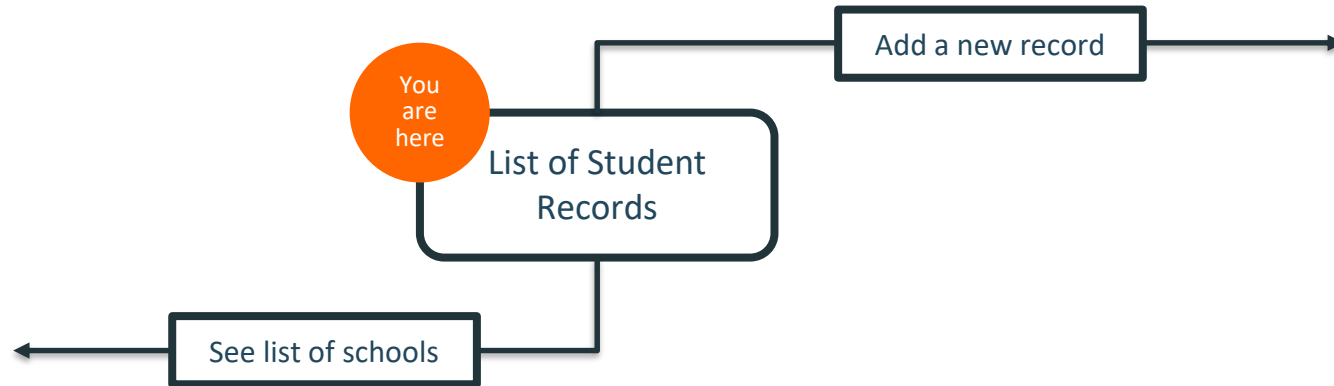 Add a new record
You
are
here
List of Student
Records
See list of schools